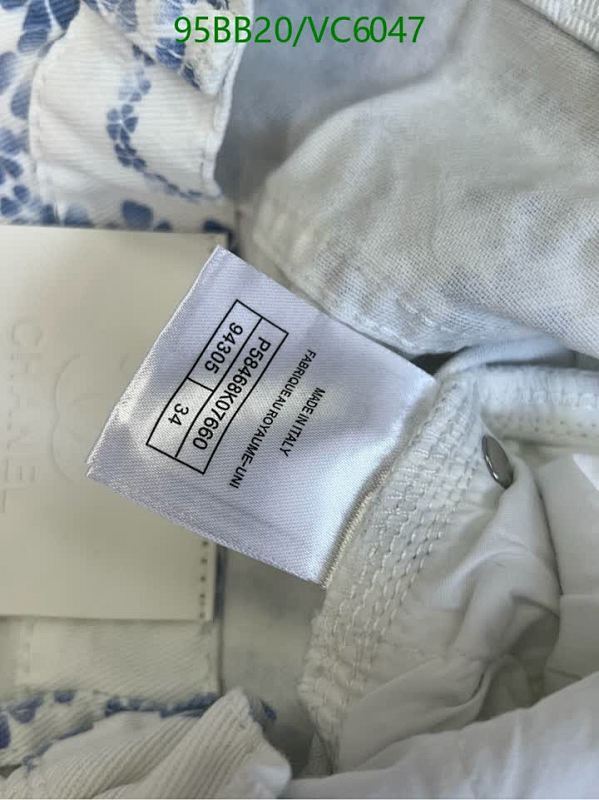 95BB20/VC6047
MADE IN ITALY
FABRIQUE AU ROYAUME-UNI
P58468K07660
94305
34
CHANEL